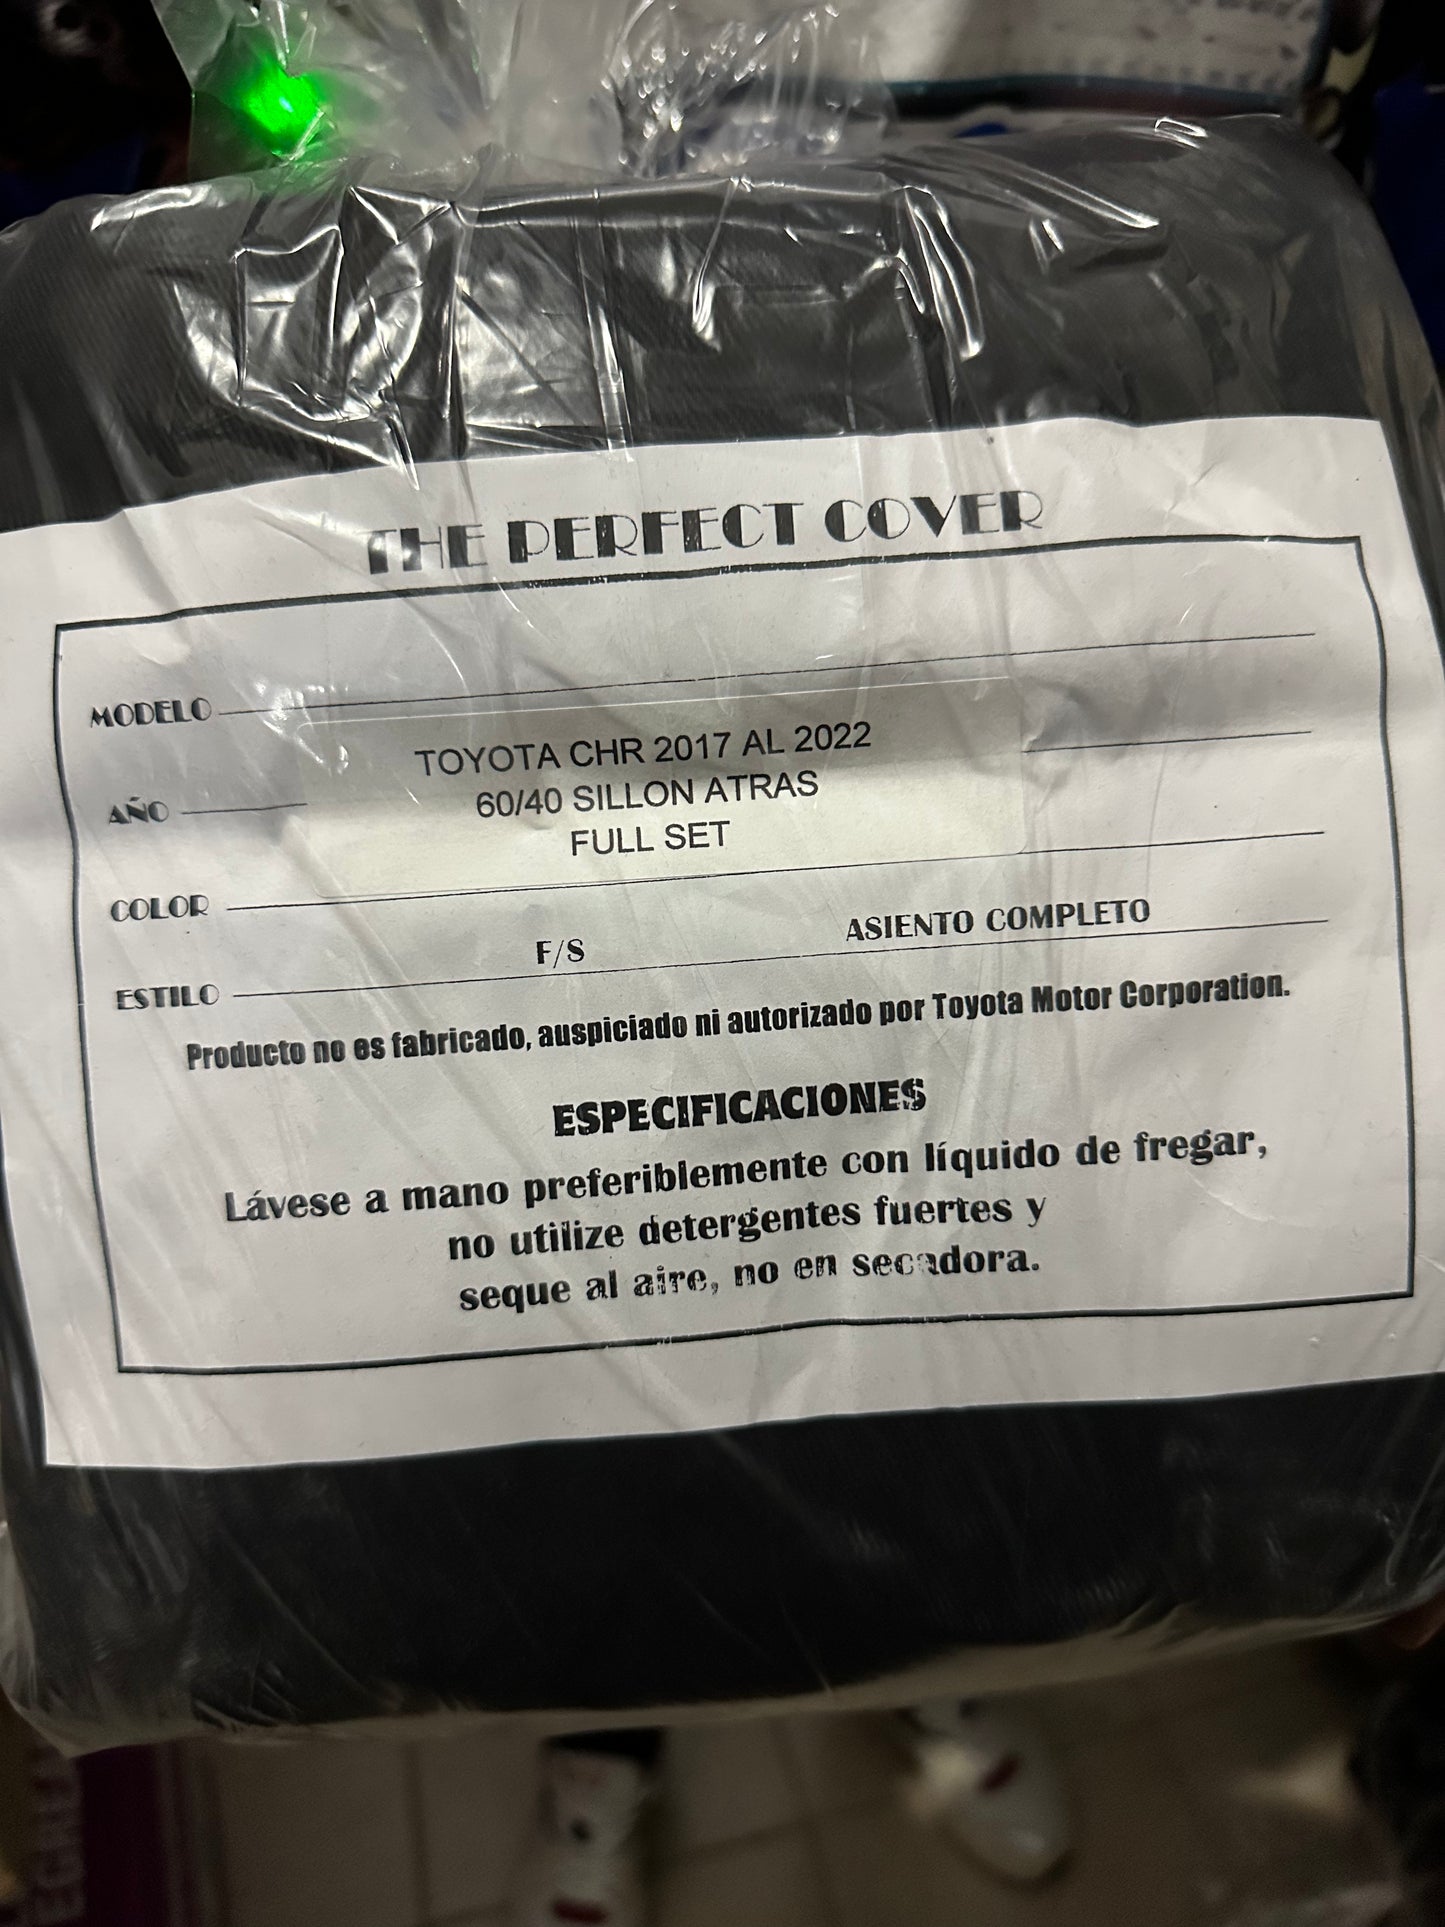 THE PERFECT COVER
MODELO
TOYOTA CHR 2017 AL 2022
AÑO
60/40 SILLON ATRAS
FULL SET
COLOR
F/S ASIENTO COMPLETO
ESTILO
Producto no es fabricado, auspiciado ni autorizado por Toyota Motor Corporation.
ESPECIFICACIONES
Lávese a mano preferiblemente con líquido de fregar,
no utilize detergentes fuertes y
seque al aire, no en secadora.